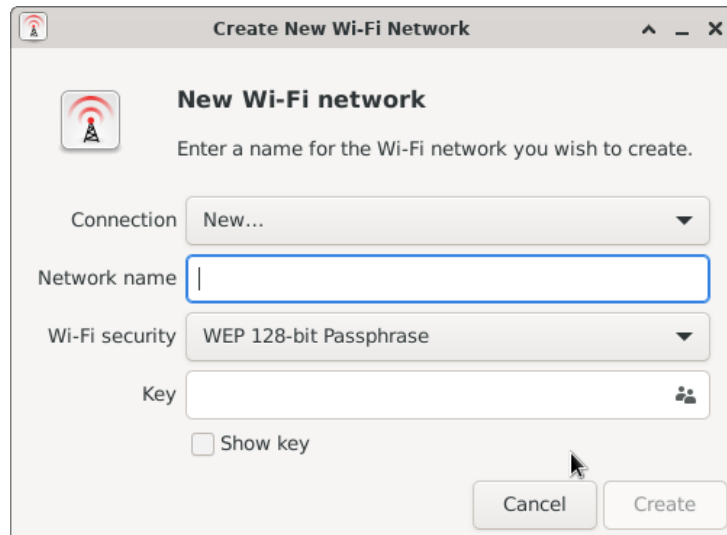 Create New Wi-Fi Network
New Wi-Fi network
Enter a name for the Wi-Fi network you wish to create.
Connection New...
Network name
Wi-Fi security WEP 128-bit Passphrase
Key
Show key
Cancel Create